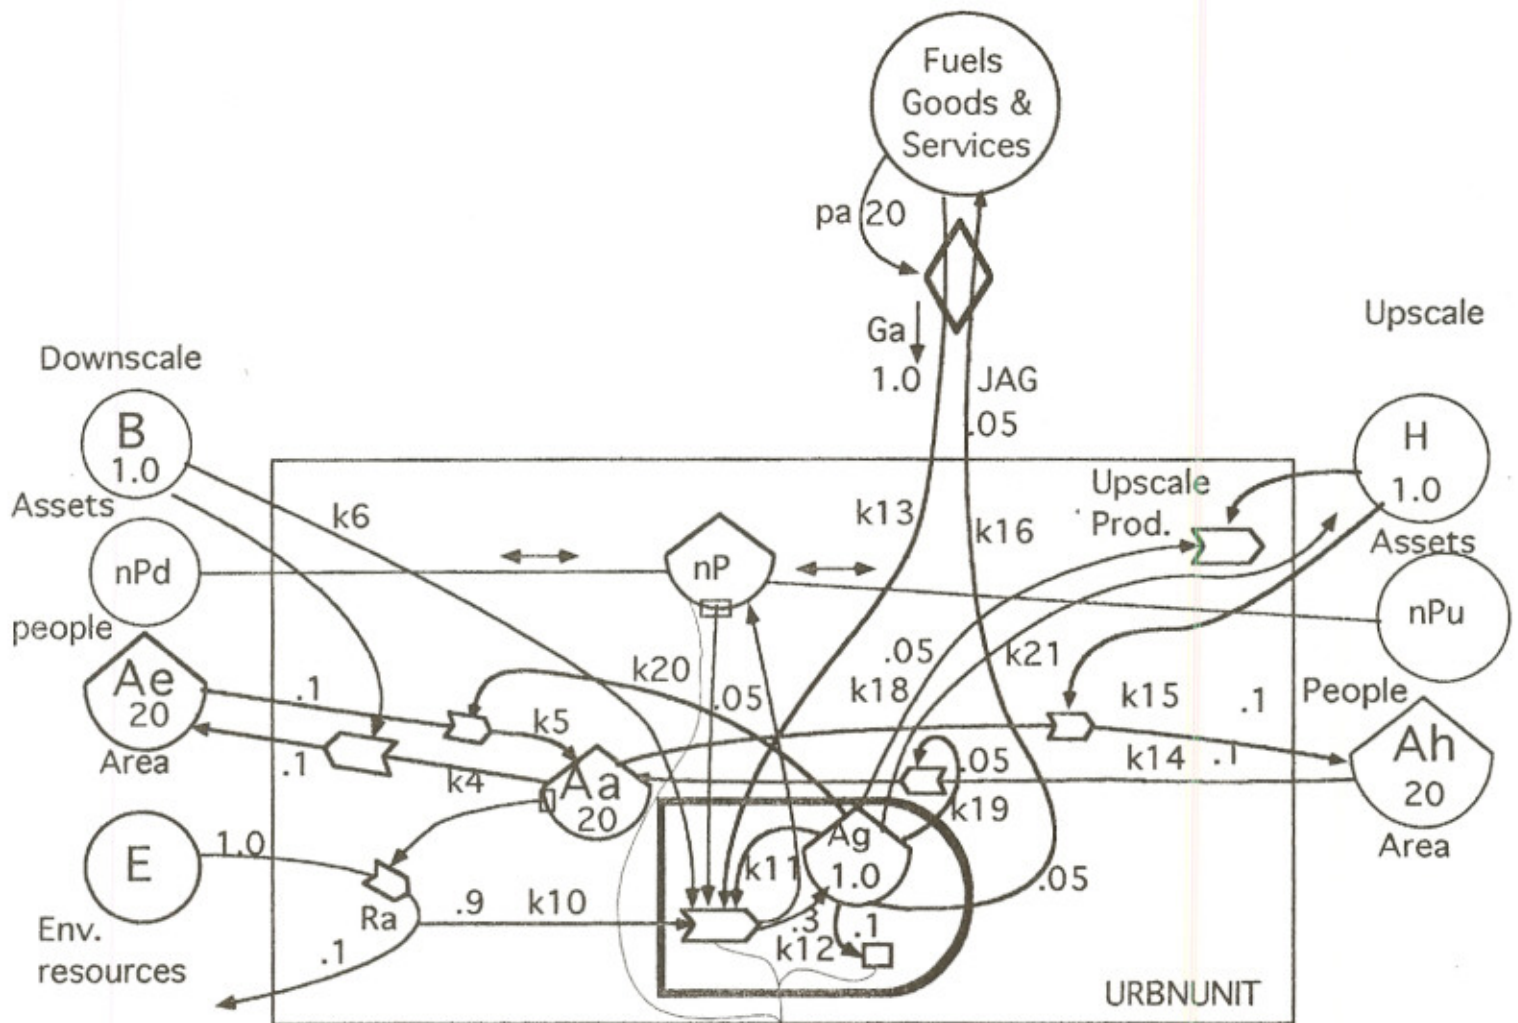 Fuels
Goods &
Services
pa 20
Ga
1.0
JAG
.05
Upscale
Downscale
B
1.0
H
1.0
Assets
k6
k13
k16
Upscale
Prod.
Assets
nPd
nP
nPu
people
k20
.05
.05
k18
k21
k15
.1
People
Ae
20
.1
k5
Area
.1
k4
Aa
20
.05
k19
k14
.1
Ah
20
Area
E
1.0
Ra
.9
k10
k11
Ag
1.0
.3
k12
.1
.05
Env.
resources
.1
URBNUNIT